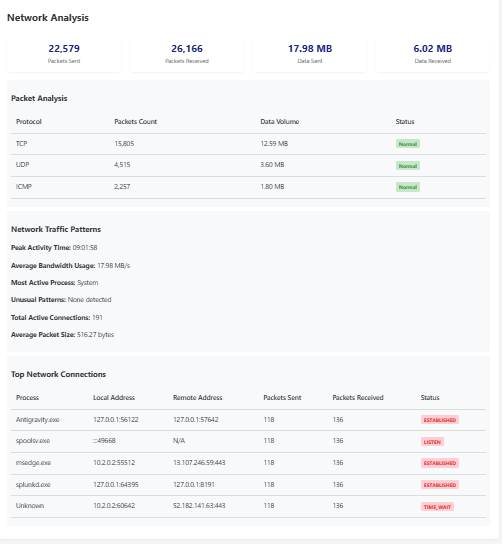 Network Analysis
22,579 26,166 17.98 MB 6.02 MB
Packets Sent Packets Received Data Sent Data Received
Packet Analysis
Protocol Packets Count Data Volume Status
TCP 15,805 12.59 MB Normal
UDP 4,515 3.60 MB Normal
ICMP 2,257 1.80 MB Normal
Network Traffic Patterns
Peak Activity Time: 09:01:58
Average Bandwidth Usage: 17.98 MB/s
Most Active Process: System
Unusual Patterns: None detected
Total Active Connections: 191
Average Packet Size: 516.27 bytes
Top Network Connections
Process Local Address Remote Address Packets Sent Packets Received Status
Antigravity.exe 127.0.0.1:56122 127.0.0.1:57642 118 136 ESTABLISHED
spoolsv.exe :::49668 N/A 118 136 LISTEN
msedge.exe 10.2.0.2:55512 13.107.246.59:443 118 136 ESTABLISHED
splunkd.exe 127.0.0.1:64395 127.0.0.1:8191 118 136 ESTABLISHED
Unknown 10.2.0.2:60642 52.182.141.63:443 118 136 TIME_WAIT